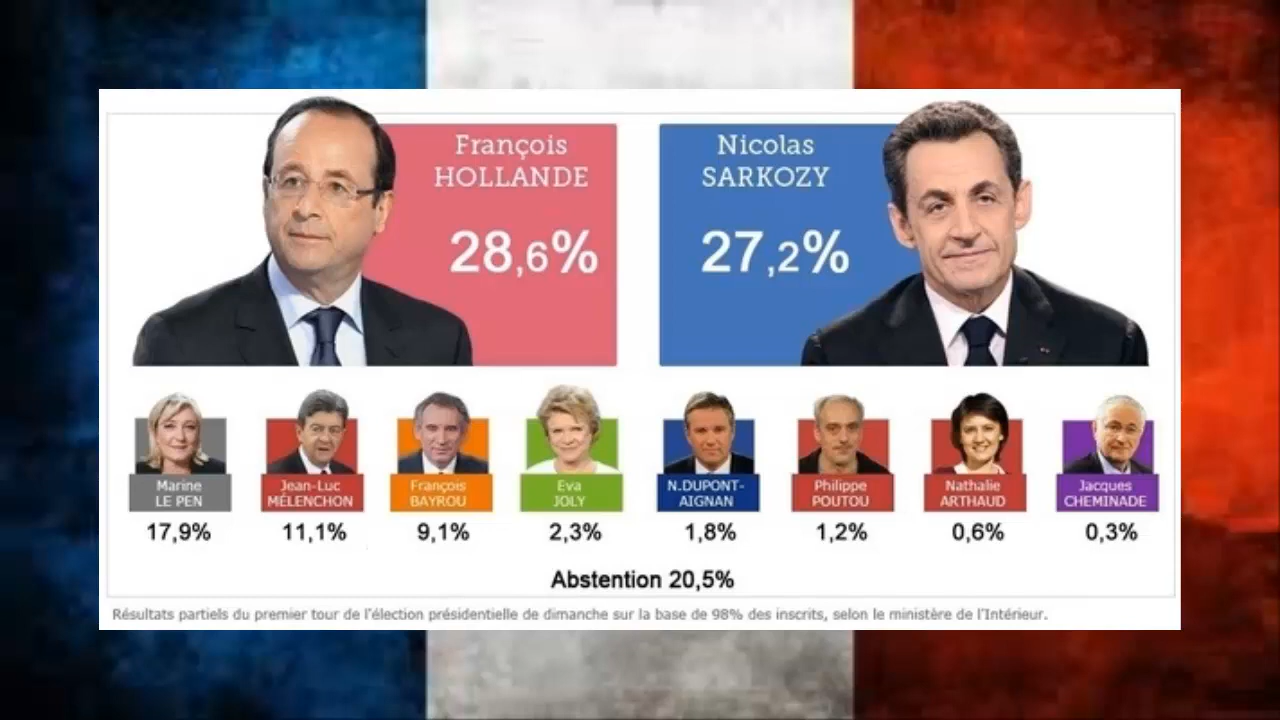 François
HOLLANDE
28,6%
Nicolas
SARKOZY
27,2%
Marine
LE PEN
17,9%
Jean-Luc
MÉLENCHON
11,1%
François
BAYROU
9,1%
Eva
JOLY
2,3%
N.DUPONT-
AIGNAN
1,8%
Philippe
POUTOU
1,2%
Nathalie
ARTHAUD
0,6%
Jacques
CHEMINADE
0,3%
Abstention 20,5%
Résultats partiels du premier tour de l'élection présidentielle de dimanche sur la base de 98% des inscrits, selon le ministère de l'Intérieur.